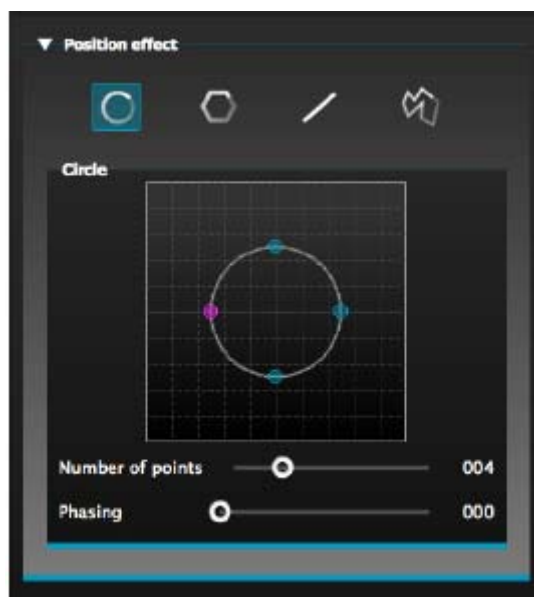 Position effect
Circle
Number of points 004
Phasing 000